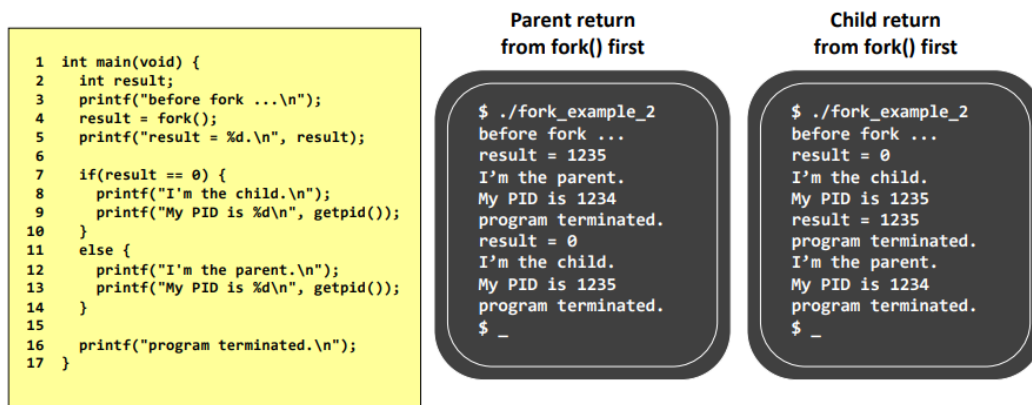 1 int main(void) {
2 int result;
3 printf("before fork ...\n");
4 result = fork();
5 printf("result = %d.\n", result);
6
7 if(result == 0) {
8 printf("I'm the child.\n");
9 printf("My PID is %d\n", getpid());
10 }
11 else {
12 printf("I'm the parent.\n");
13 printf("My PID is %d\n", getpid());
14 }
15
16 printf("program terminated.\n");
17 }
Parent return
from fork() first
$ ./fork_example_2
before fork ...
result = 1235
I’m the parent.
My PID is 1234
program terminated.
result = 0
I’m the child.
My PID is 1235
program terminated.
$ _
Child return
from fork() first
$ ./fork_example_2
before fork ...
result = 0
I’m the child.
My PID is 1235
result = 1235
program terminated.
I’m the parent.
My PID is 1234
program terminated.
$ _